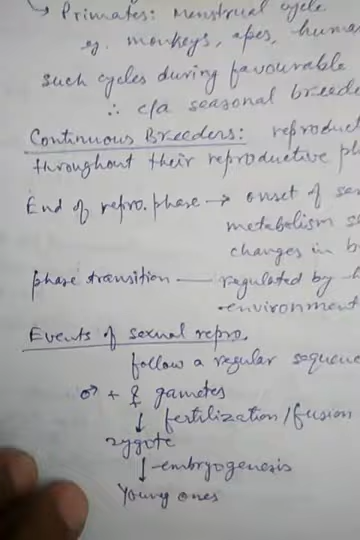 ↳ Primates: Menstrual cycle
eg. monkeys, apes, huma
such cycles during favourable
∴ c/a seasonal breede
Continuous Breeders: reproduct
throughout their reproductive ph
End of repro. phase → onset of se
metabolism s
changes in b
phase transition — regulated by
environment
Events of sexual repro.
follow a regular sequenc
♂ + ♀ gametes
↓ fertilization/fusion
zygote
↓ embryogenesis
Young ones